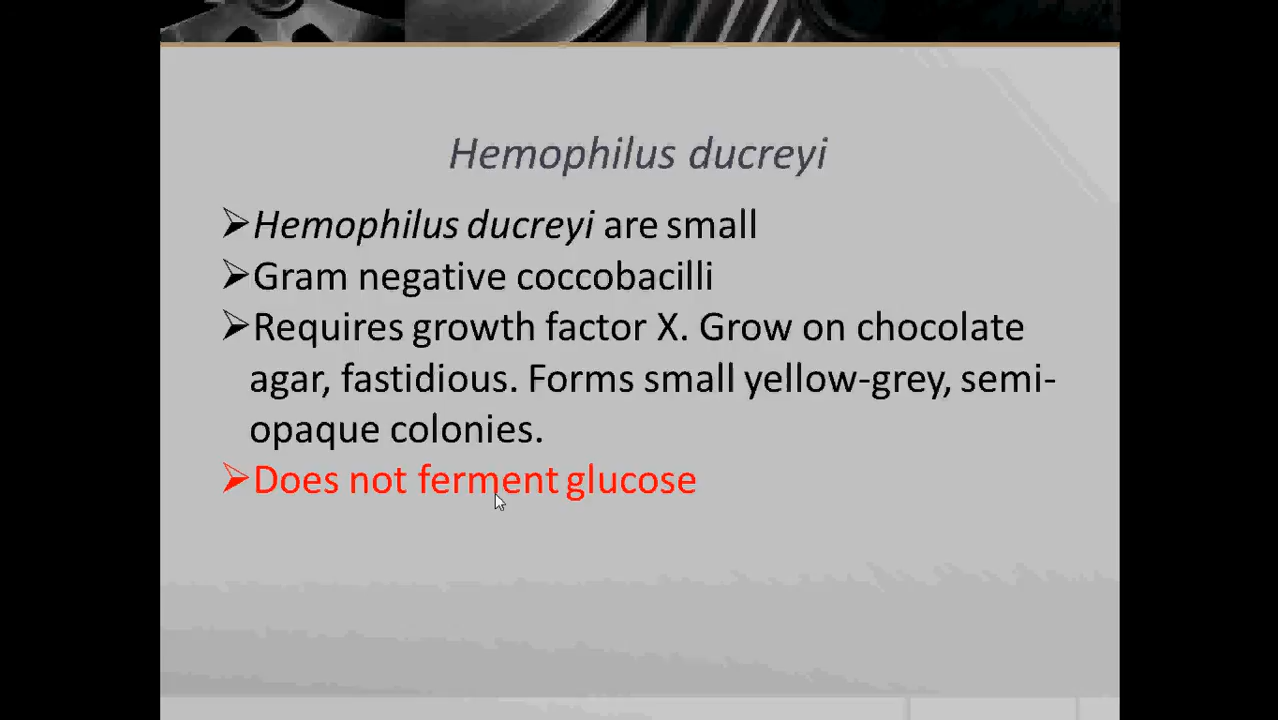 Hemophilus ducreyi
➢Hemophilus ducreyi are small
➢Gram negative coccobacilli
➢Requires growth factor X. Grow on chocolate
agar, fastidious. Forms small yellow-grey, semi-
opaque colonies.
➢Does not ferment glucose